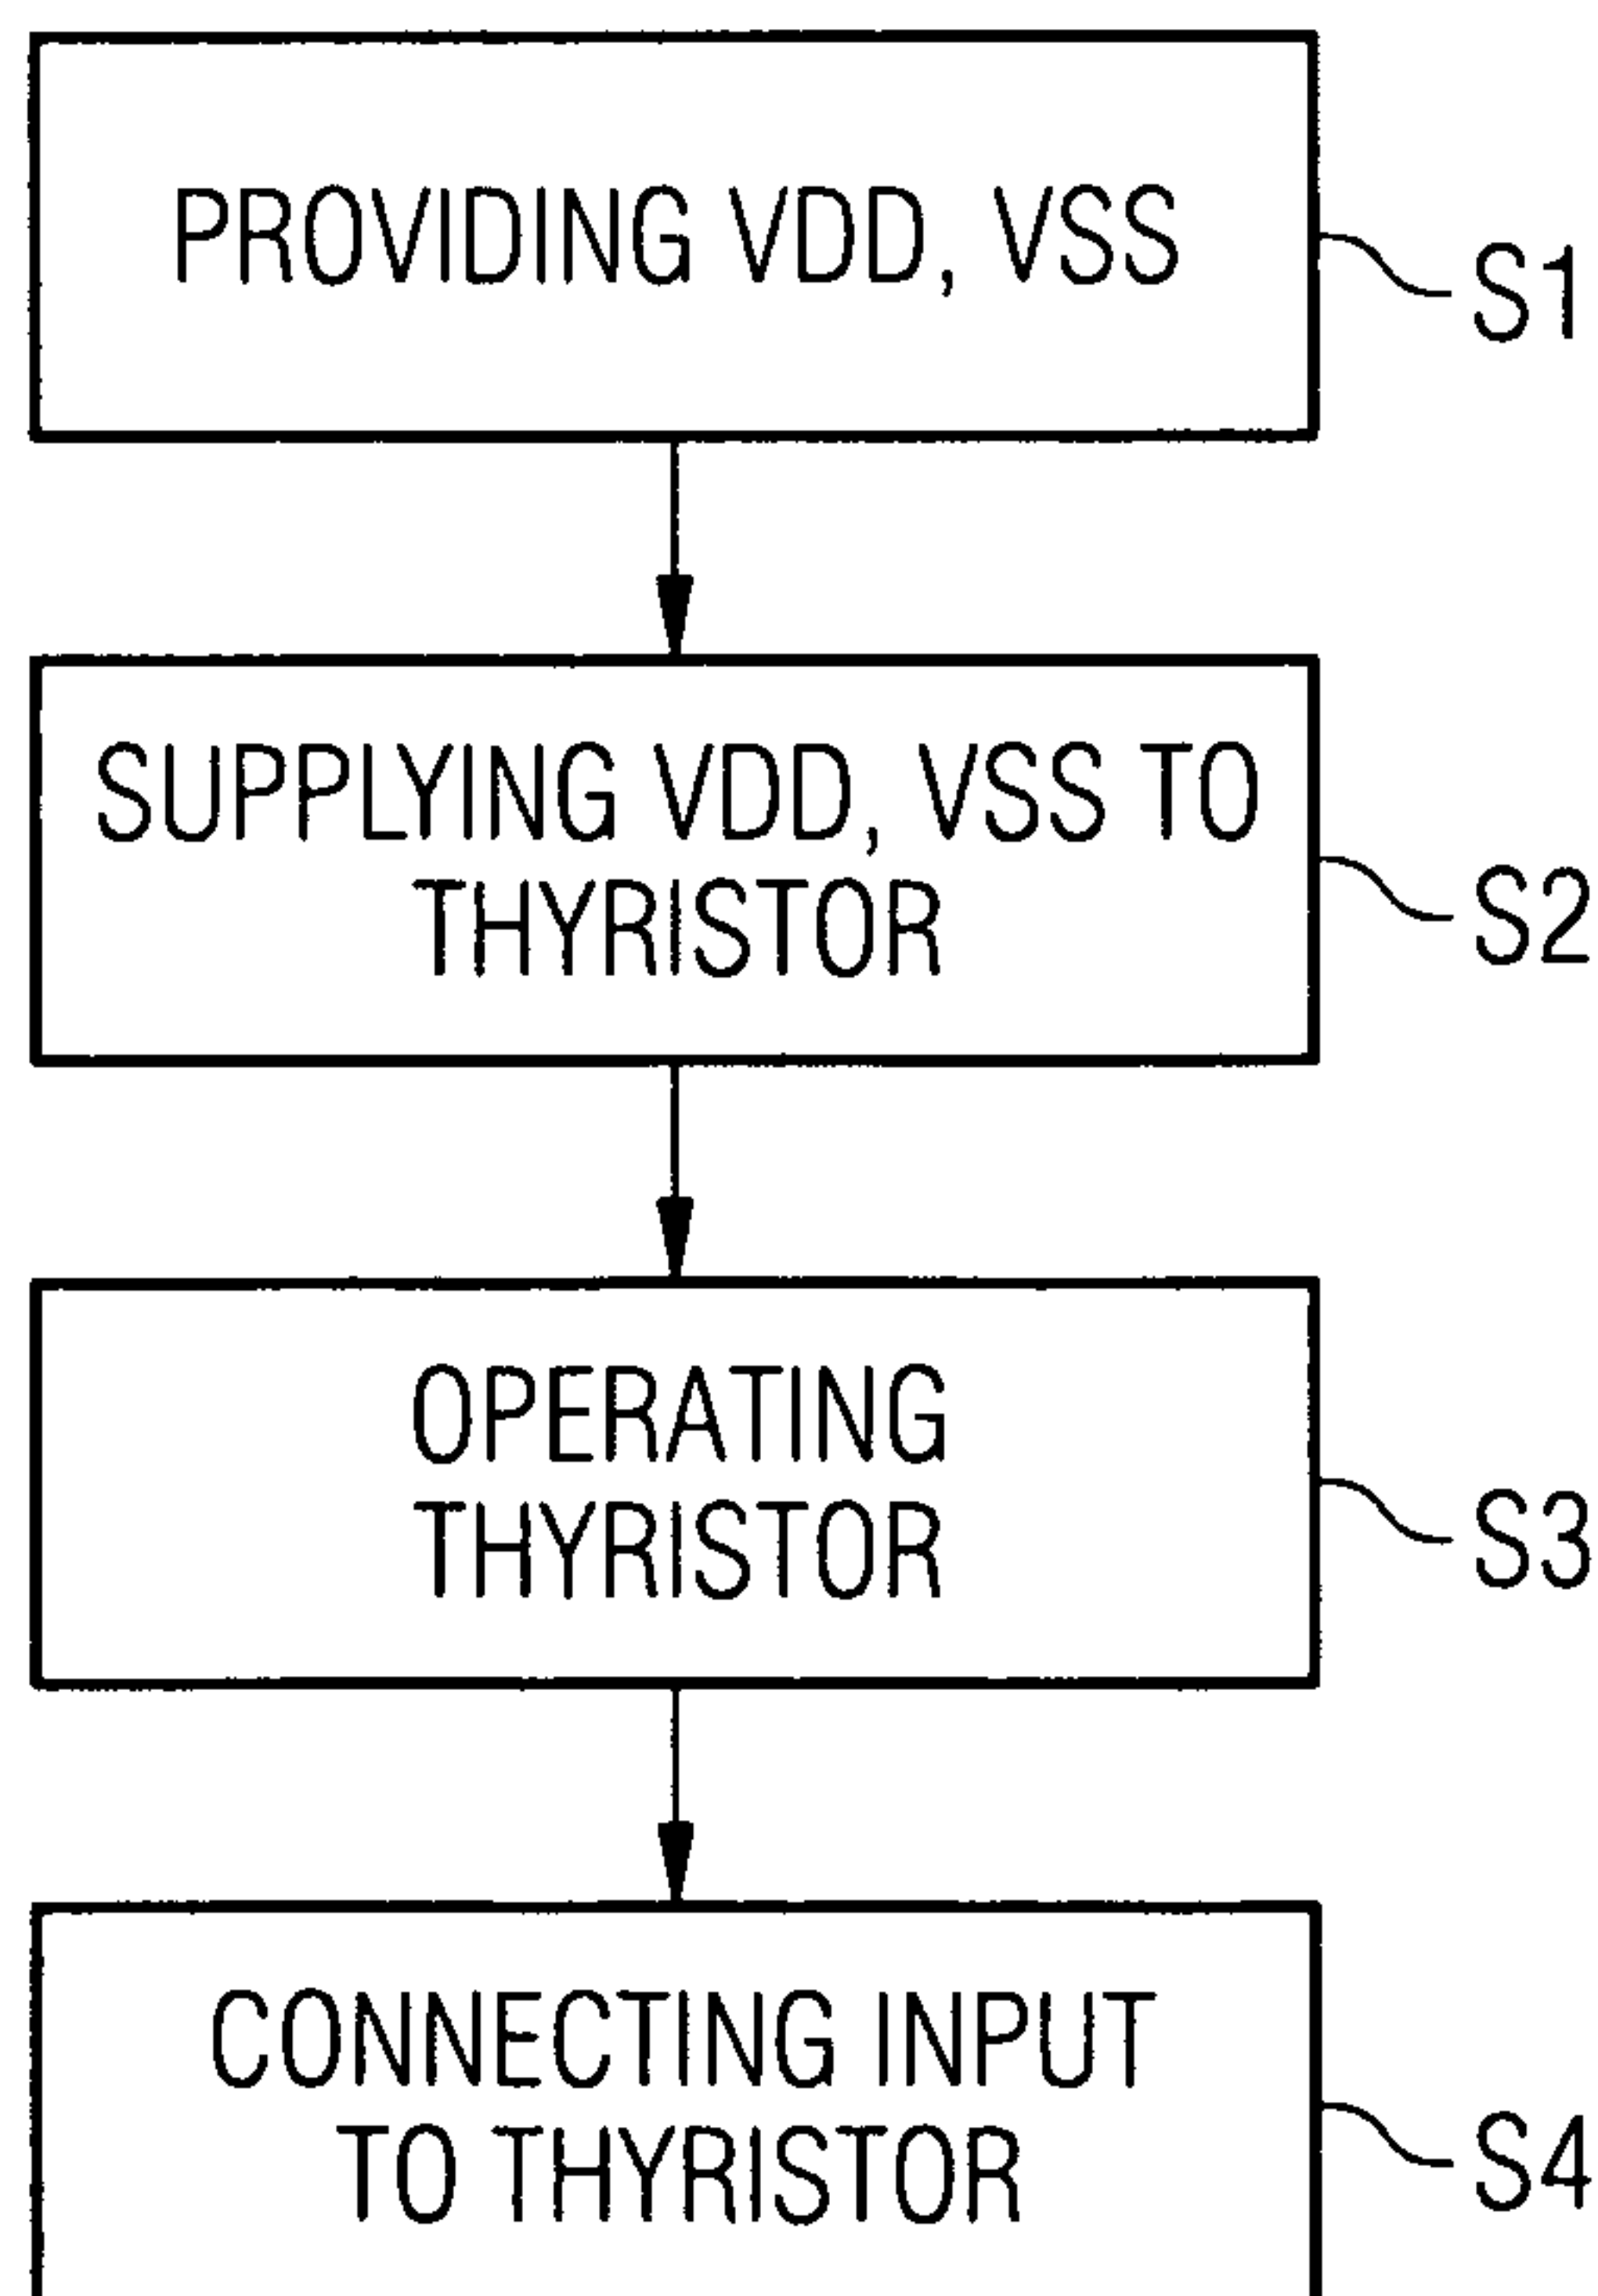 PROVIDING VDD, VSS
S1
SUPPLYING VDD, VSS TO
THYRISTOR
S2
OPERATING
THYRISTOR
S3
CONNECTING INPUT
TO THYRISTOR
S4